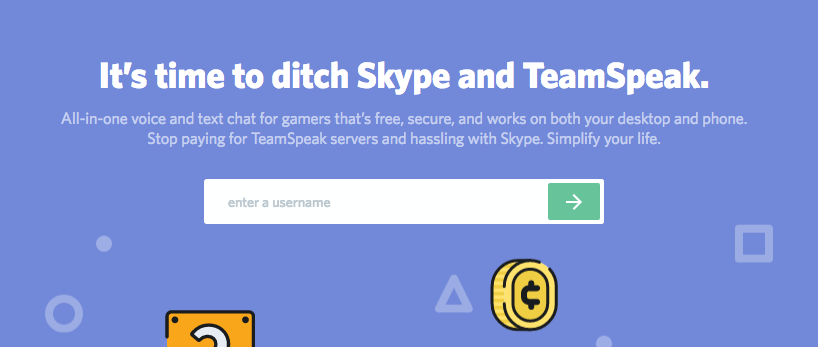 It's time to ditch Skype and TeamSpeak.
All-in-one voice and text chat for gamers that's free, secure, and works on both your desktop and phone.
Stop paying for TeamSpeak servers and hassling with Skype. Simplify your life.
enter a username
¢
?